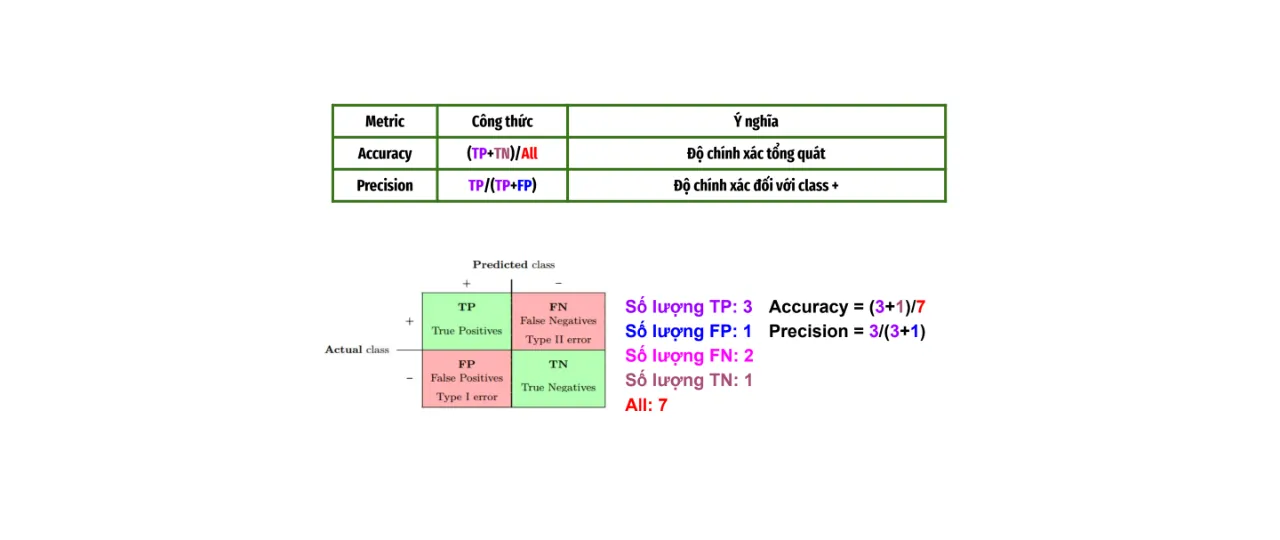 Metric Công thức Ý nghĩa
Accuracy (TP+TN)/All Độ chính xác tổng quát
Precision TP/(TP+FP) Độ chính xác đối với class +
Predicted class
+ −
Actual class
+
−
TP
True Positives
FN
False Negatives
Type II error
FP
False Positives
Type I error
TN
True Negatives
Số lượng TP: 3 Accuracy = (3+1)/7
Số lượng FP: 1 Precision = 3/(3+1)
Số lượng FN: 2
Số lượng TN: 1
All: 7